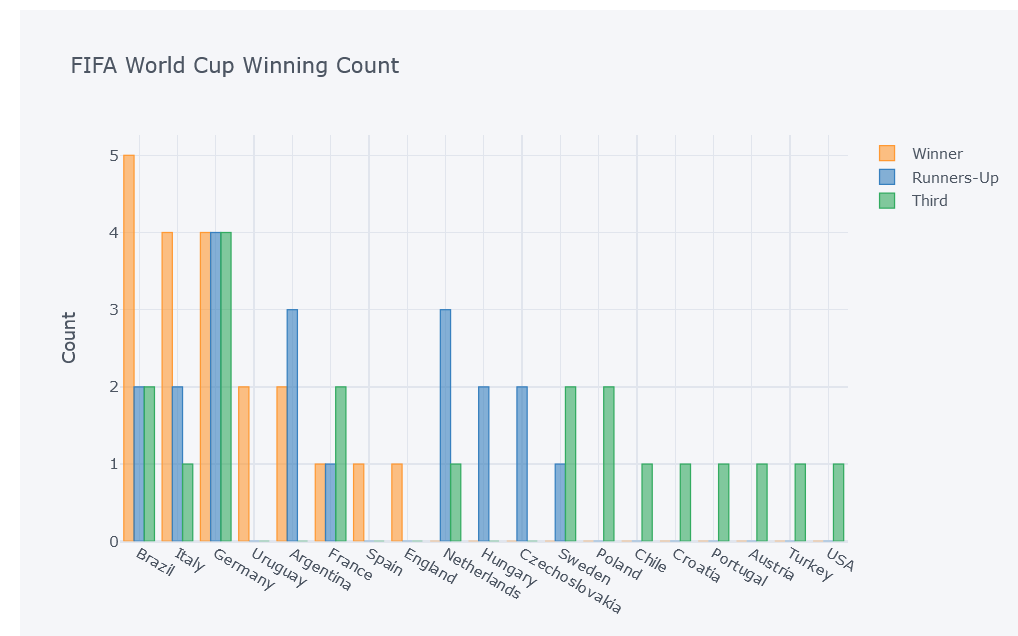 FIFA World Cup Winning Count
Winner
Runners-Up
Third
Count
5
4
3
2
1
0
Brazil
Italy
Germany
Uruguay
Argentina
France
Spain
England
Netherlands
Hungary
Czechoslovakia
Sweden
Poland
Chile
Croatia
Portugal
Austria
Turkey
USA